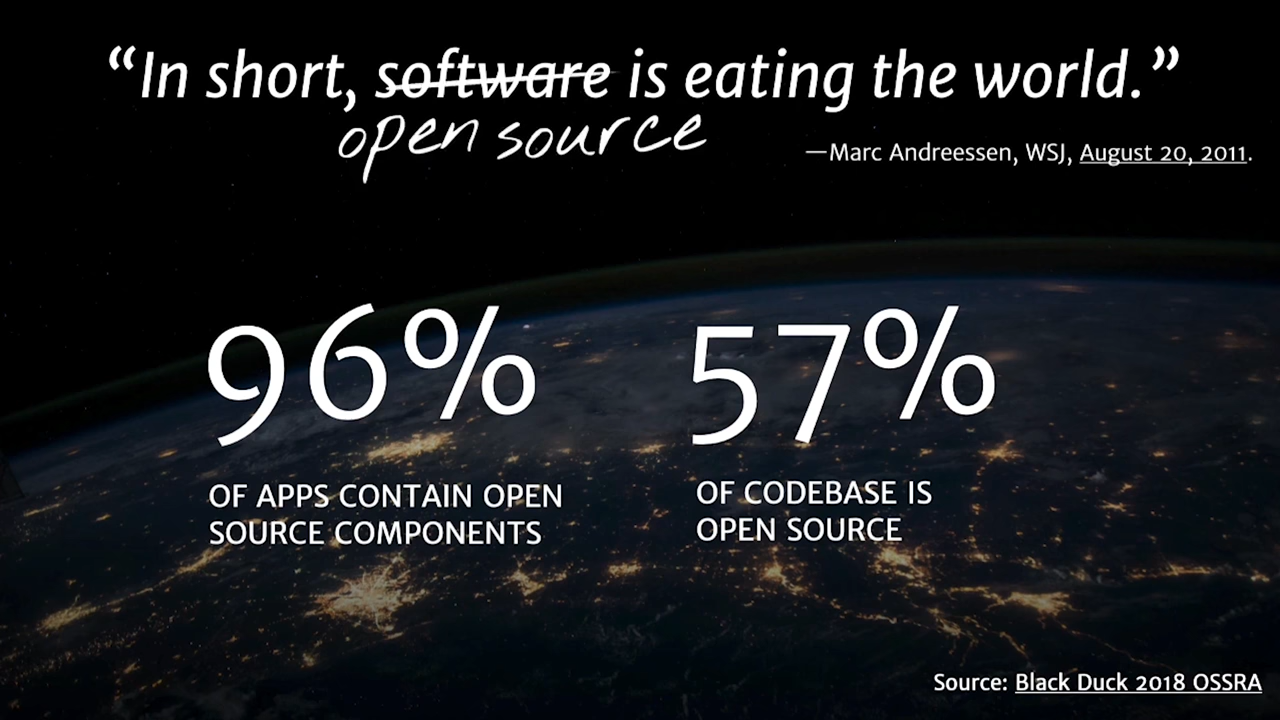 “In short, software is eating the world.”
open source
—Marc Andreessen, WSJ, August 20, 2011.
96%
OF APPS CONTAIN OPEN
SOURCE COMPONENTS
57%
OF CODEBASE IS
OPEN SOURCE
Source: Black Duck 2018 OSSRA